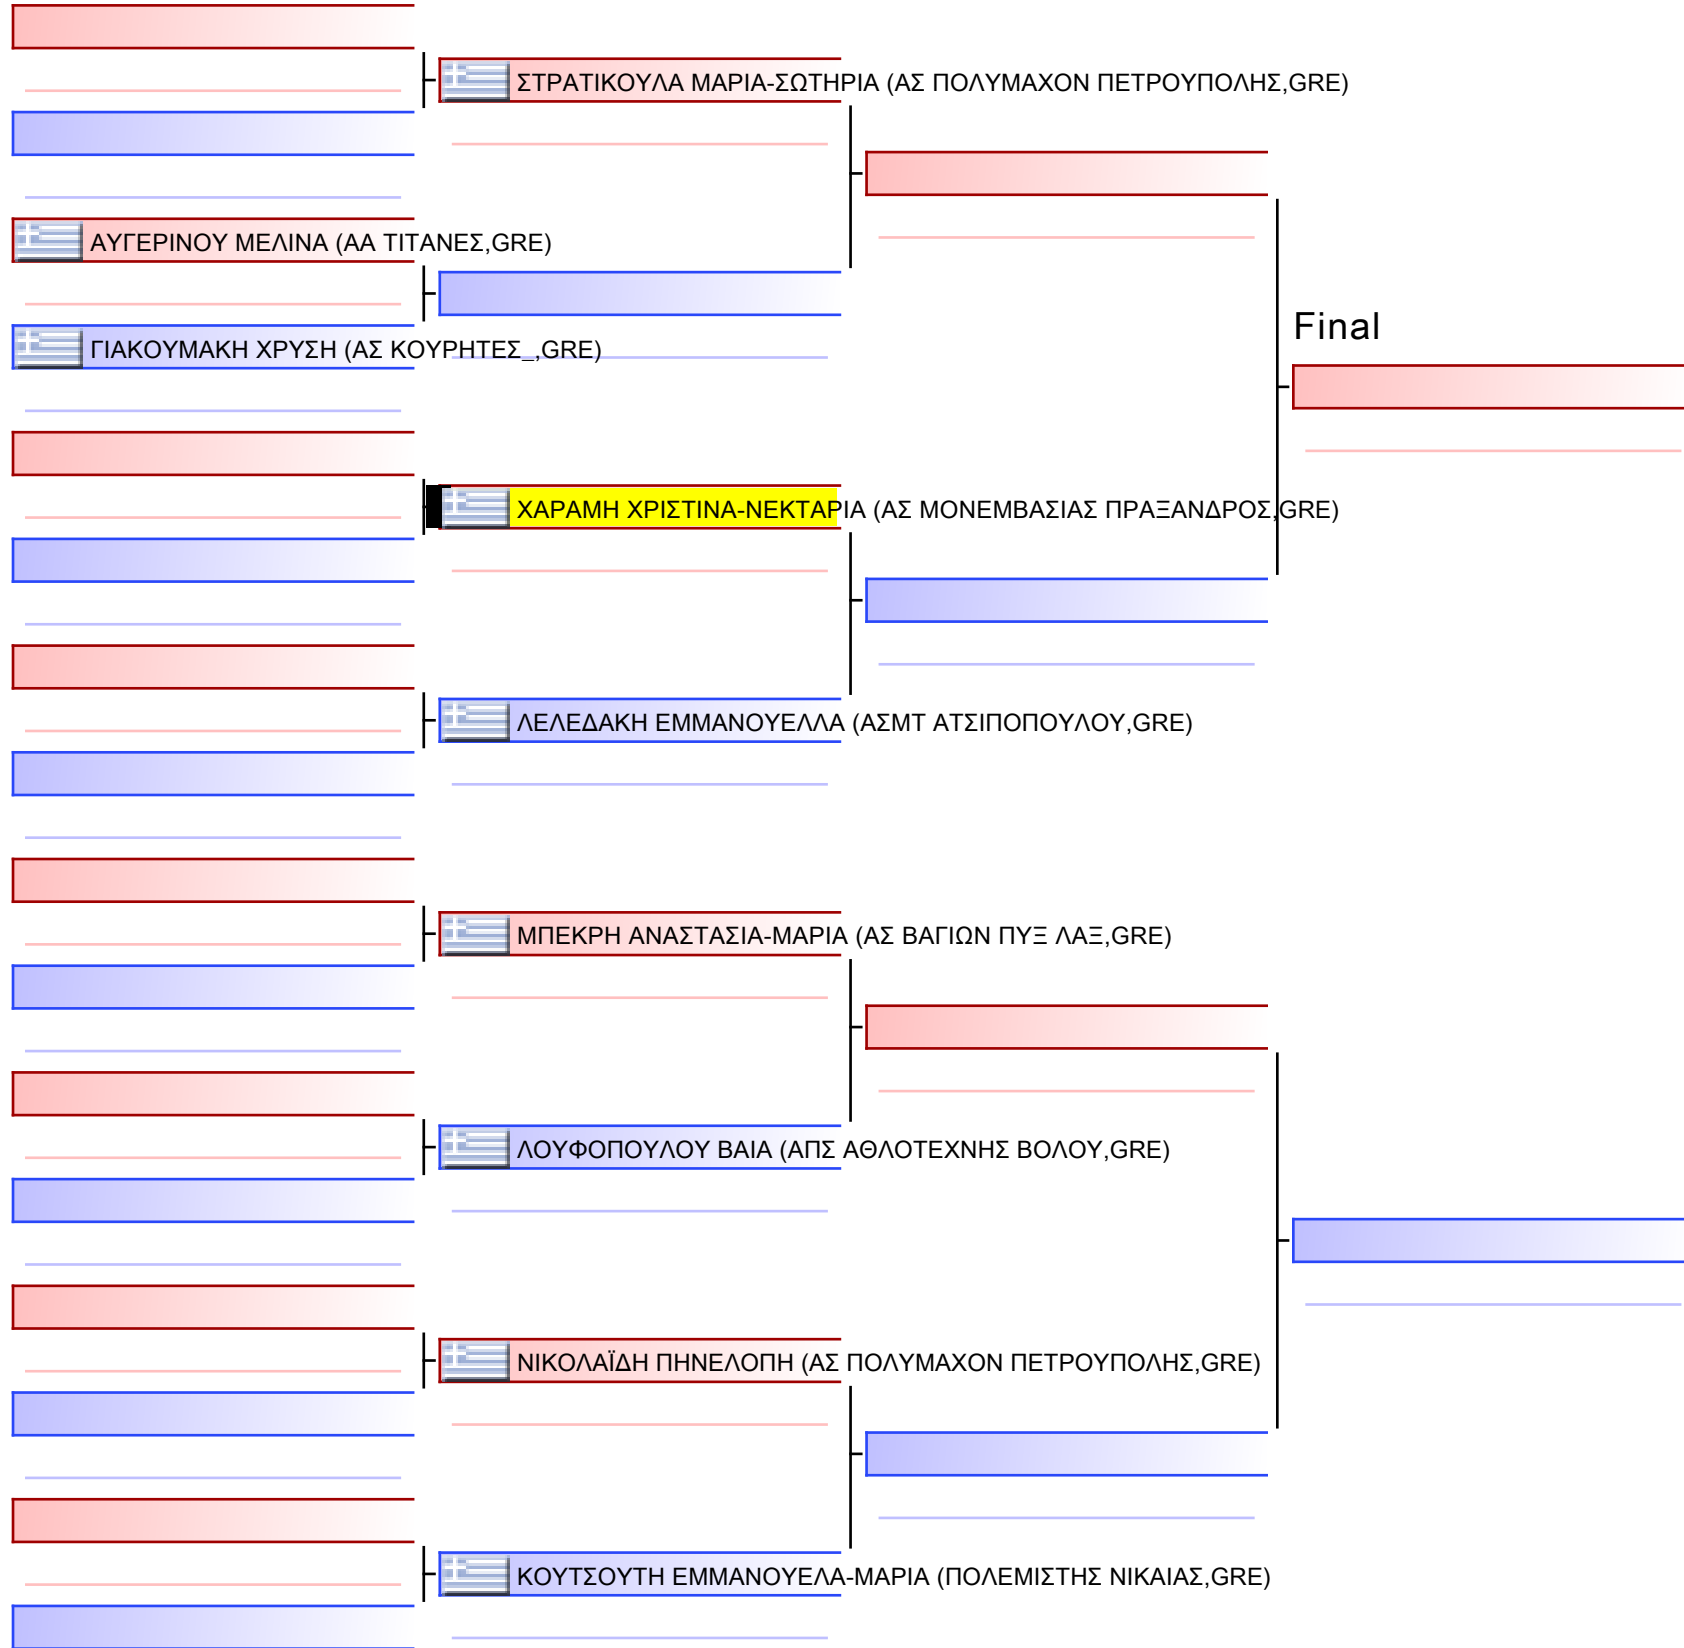 ΣΤΡΑΤΙΚΟΥΛΑ ΜΑΡΙΑ-ΣΩΤΗΡΙΑ (ΑΣ ΠΟΛΥΜΑΧΟΝ ΠΕΤΡΟΥΠΟΛΗΣ,GRE)
ΑΥΓΕΡΙΝΟΥ ΜΕΛΙΝΑ (ΑΑ ΤΙΤΑΝΕΣ,GRE)
Final
ΓΙΑΚΟΥΜΑΚΗ ΧΡΥΣΗ (ΑΣ ΚΟΥΡΗΤΕΣ_,GRE)
ΧΑΡΑΜΗ ΧΡΙΣΤΙΝΑ-ΝΕΚΤΑΡΙΑ (ΑΣ ΜΟΝΕΜΒΑΣΙΑΣ ΠΡΑΞΑΝΔΡΟΣ,GRE)
ΛΕΛΕΔΑΚΗ ΕΜΜΑΝΟΥΕΛΛΑ (ΑΣΜΤ ΑΤΣΙΠΟΠΟΥΛΟΥ,GRE)
ΜΠΕΚΡΗ ΑΝΑΣΤΑΣΙΑ-ΜΑΡΙΑ (ΑΣ ΒΑΓΙΩΝ ΠΥΞ ΛΑΞ,GRE)
ΛΟΥΦΟΠΟΥΛΟΥ ΒΑΙΑ (ΑΠΣ ΑΘΛΟΤΕΧΝΗΣ ΒΟΛΟΥ,GRE)
ΝΙΚΟΛΑΪΔΗ ΠΗΝΕΛΟΠΗ (ΑΣ ΠΟΛΥΜΑΧΟΝ ΠΕΤΡΟΥΠΟΛΗΣ,GRE)
ΚΟΥΤΣΟΥΤΗ ΕΜΜΑΝΟΥΕΛΑ-ΜΑΡΙΑ (ΠΟΛΕΜΙΣΤΗΣ ΝΙΚΑΙΑΣ,GRE)